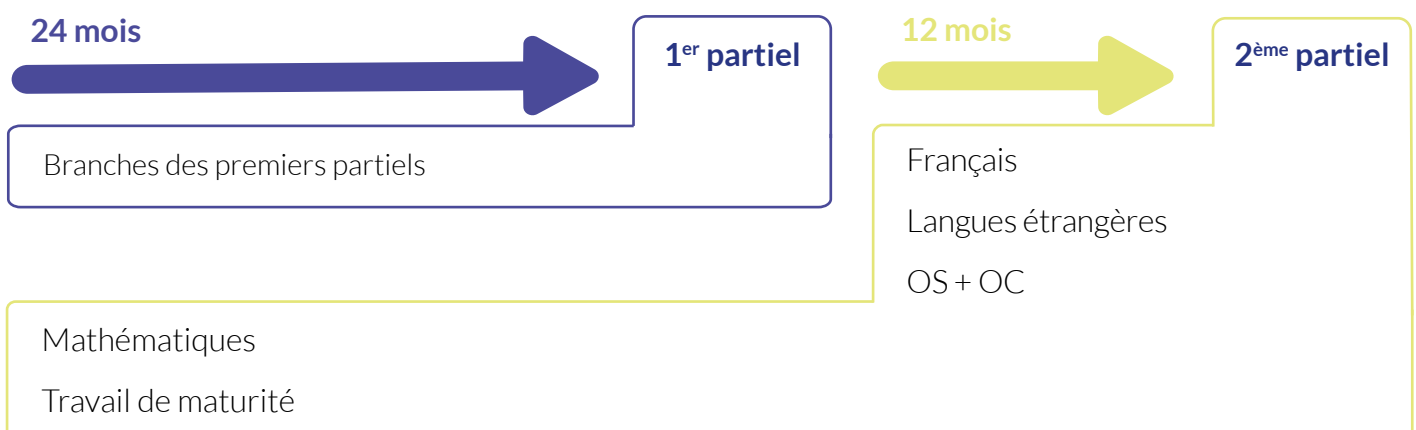 24 mois
1er partiel
12 mois
2ème partiel
Branches des premiers partiels
Français
Langues étrangères
OS + OC
Mathématiques
Travail de maturité